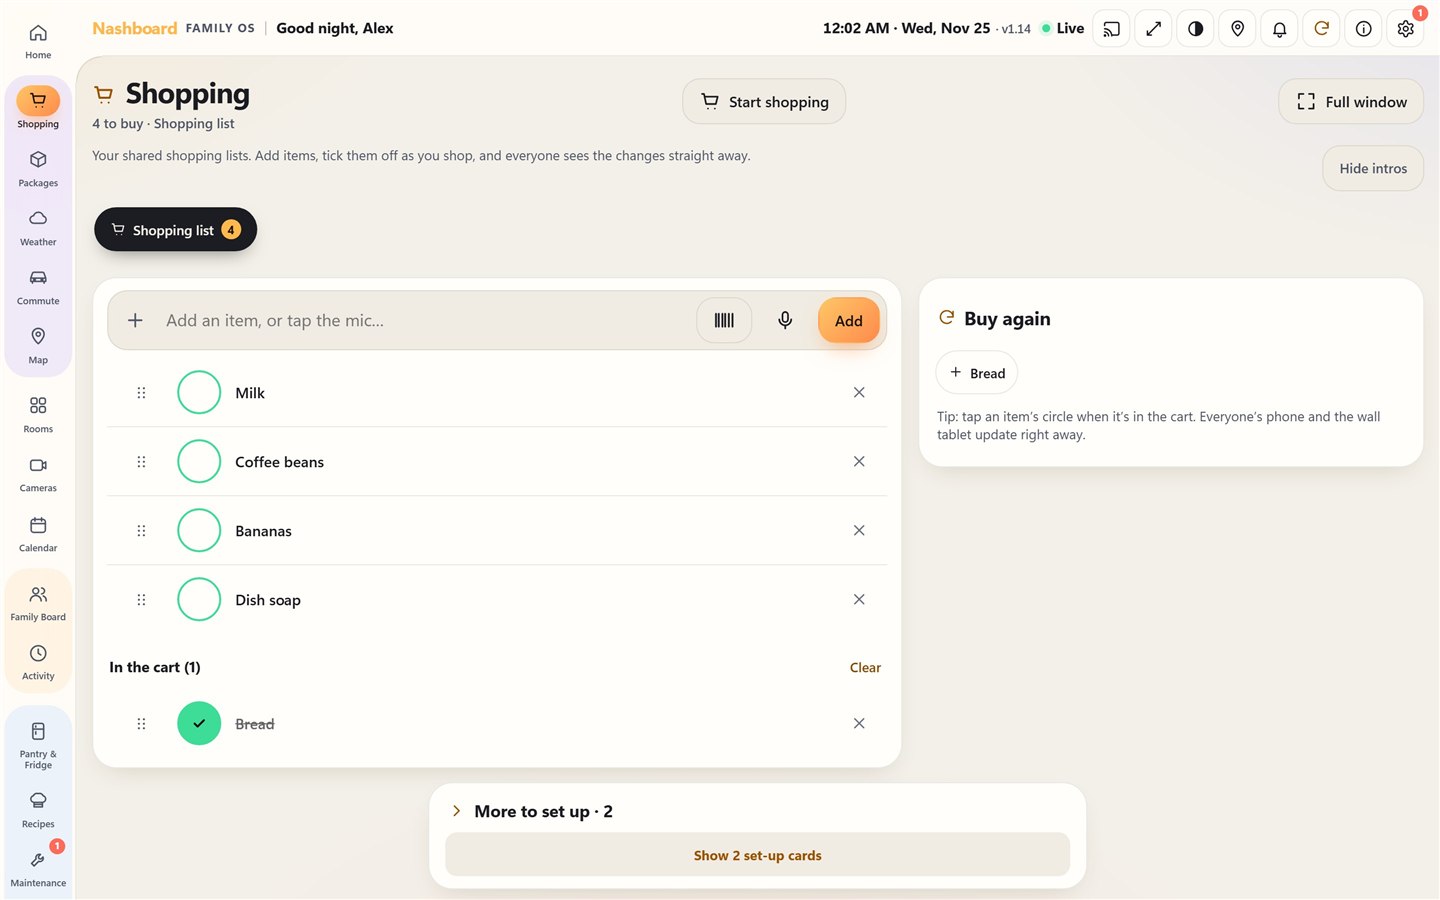 Nashboard FAMILY OS Good night, Alex
12:02 AM · Wed, Nov 25 · v1.14 Live
1
Home
Shopping
Packages
Weather
Commute
Map
Rooms
Cameras
Calendar
Family Board
Activity
Pantry &
Fridge
Recipes
1
Maintenance
Shopping
4 to buy · Shopping list
Start shopping
Full window
Your shared shopping lists. Add items, tick them off as you shop, and everyone sees the changes straight away.
Hide intros
Shopping list 4
Add an item, or tap the mic...
Add
Milk
Coffee beans
Bananas
Dish soap
In the cart (1)
Clear
Bread
Buy again
Bread
Tip: tap an item's circle when it's in the cart. Everyone's phone and the wall
tablet update right away.
More to set up · 2
Show 2 set-up cards